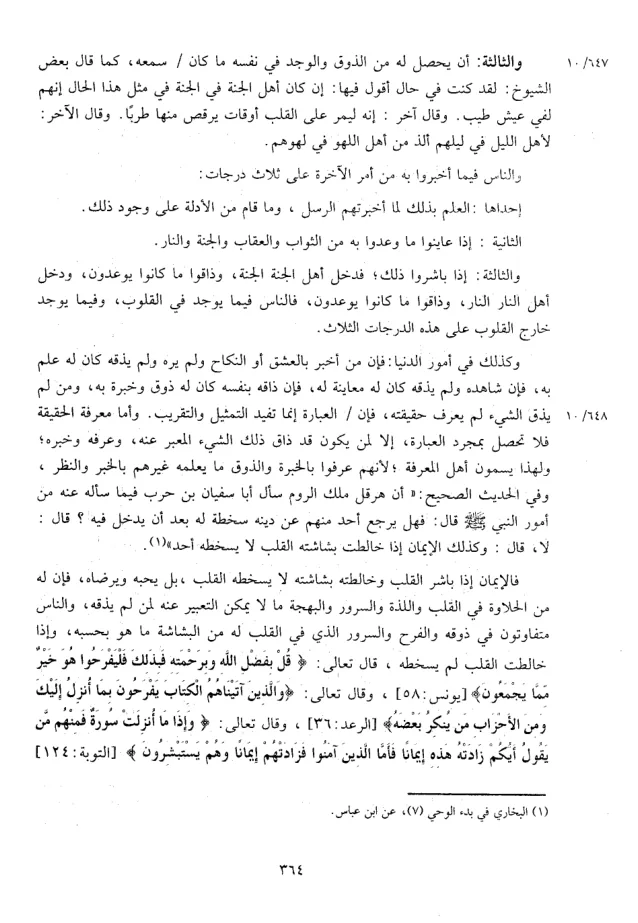 ١٠/٦٤٧ والثالثة: أن يحصل له من الذوق والوجد في نفسه ما كان / سمعه، كما قال بعض
الشيوخ: لقد كنت في حال أقول فيها: إن كان أهل الجنة في الجنة في مثل هذا الحال إنهم
لفي عيش طيب. وقال آخر : إنه ليمر على القلب أوقات يرقص منها طربًا. وقال الآخر:
لأهل الليل في ليلهم ألذ من أهل اللهو في لهوهم.
والناس فيما أخبروا به من أمر الآخرة على ثلاث درجات:
إحداها :العلم بذلك لما أخبرتهم الرسل ، وما قام من الأدلة على وجود ذلك.
الثانية : إذا عاينوا ما وعدوا به من الثواب والعقاب والجنة والنار.
والثالثة: إذا باشروا ذلك؛ فدخل أهل الجنة الجنة، وذاقوا ما كانوا يوعدون، ودخل
أهل النار النار، وذاقوا ما كانوا يوعدون، فالناس فيما يوجد في القلوب، وفيما يوجد
خارج القلوب على هذه الدرجات الثلاث.
وكذلك في أمور الدنيا:فإن من أخبر بالعشق أو النكاح ولم يره ولم يذقه كان له علم
به، فإن شاهده ولم يذقه كان له معاينة له، فإن ذاقه بنفسه كان له ذوق وخبرة به، ومن لم
١٠/٦٤٨ يذق الشيء لم يعرف حقيقته، فإن / العبارة إنما تفيد التمثيل والتقريب. وأما معرفة الحقيقة
فلا تحصل بمجرد العبارة، إلا لمن يكون قد ذاق ذلك الشيء المعبر عنه، وعرفه وخبره؛
ولهذا يسمون أهل المعرفة ؛لأنهم عرفوا بالخبرة والذوق ما يعلمه غيرهم بالخبر والنظر ،
وفي الحديث الصحيح:« أن هرقل ملك الروم سأل أبا سفيان بن حرب فيما سأله عنه من
أمور النبي ﷺ قال: فهل يرجع أحد منهم عن دينه سخطة له بعد أن يدخل فيه ؟ قال :
لا، قال : وكذلك الإيمان إذا خالطت بشاشته القلب لا يسخطه أحد»(١).
فالإيمان إذا باشر القلب وخالطته بشاشته لا يسخطه القلب ،بل يحبه ويرضاه، فإن له
من الحلاوة في القلب واللذة والسرور والبهجة ما لا يمكن التعبير عنه لمن لم يذقه، والناس
متفاوتون في ذوقه والفرح والسرور الذي في القلب له من البشاشة ما هو بحسبه، وإذا
خالطت القلب لم يسخطه ، قال تعالى: ﴿ قُلْ بِفَضْلِ اللَّهِ وَبِرَحْمَتِهِ فَبِذَلِكَ فَلْيَفْرَحُوا هُوَ خَيْرٌ
مِّمَّا يَجْمَعُونَ﴾[يونس:٥٨] ، وقال تعالى: ﴿وَالَّذِينَ آتَيْنَاهُمُ الْكِتَابَ يَفْرَحُونَ بِمَا أُنزِلَ إِلَيْكَ
وَمِنَ الأَحْزَابِ مَن يُنكِرُ بَعْضَهُ﴾ [الرعد:٣٦] ، وقال تعالى: ﴿ وَإِذَا مَا أُنزِلَتْ سُورَةٌ فَمِنْهُم مَّن
يَقُولُ أَيُّكُمْ زَادَتْهُ هَذِهِ إِيمَانًا فَأَمَّا الَّذِينَ آمَنُوا فَزَادَتْهُمْ إِيمَانًا وَهُمْ يَسْتَبْشِرُونَ ﴾ [التوبة:١٢٤]
(١) البخاري في بدء الوحي (٧)، عن ابن عباس.
٣٦٤